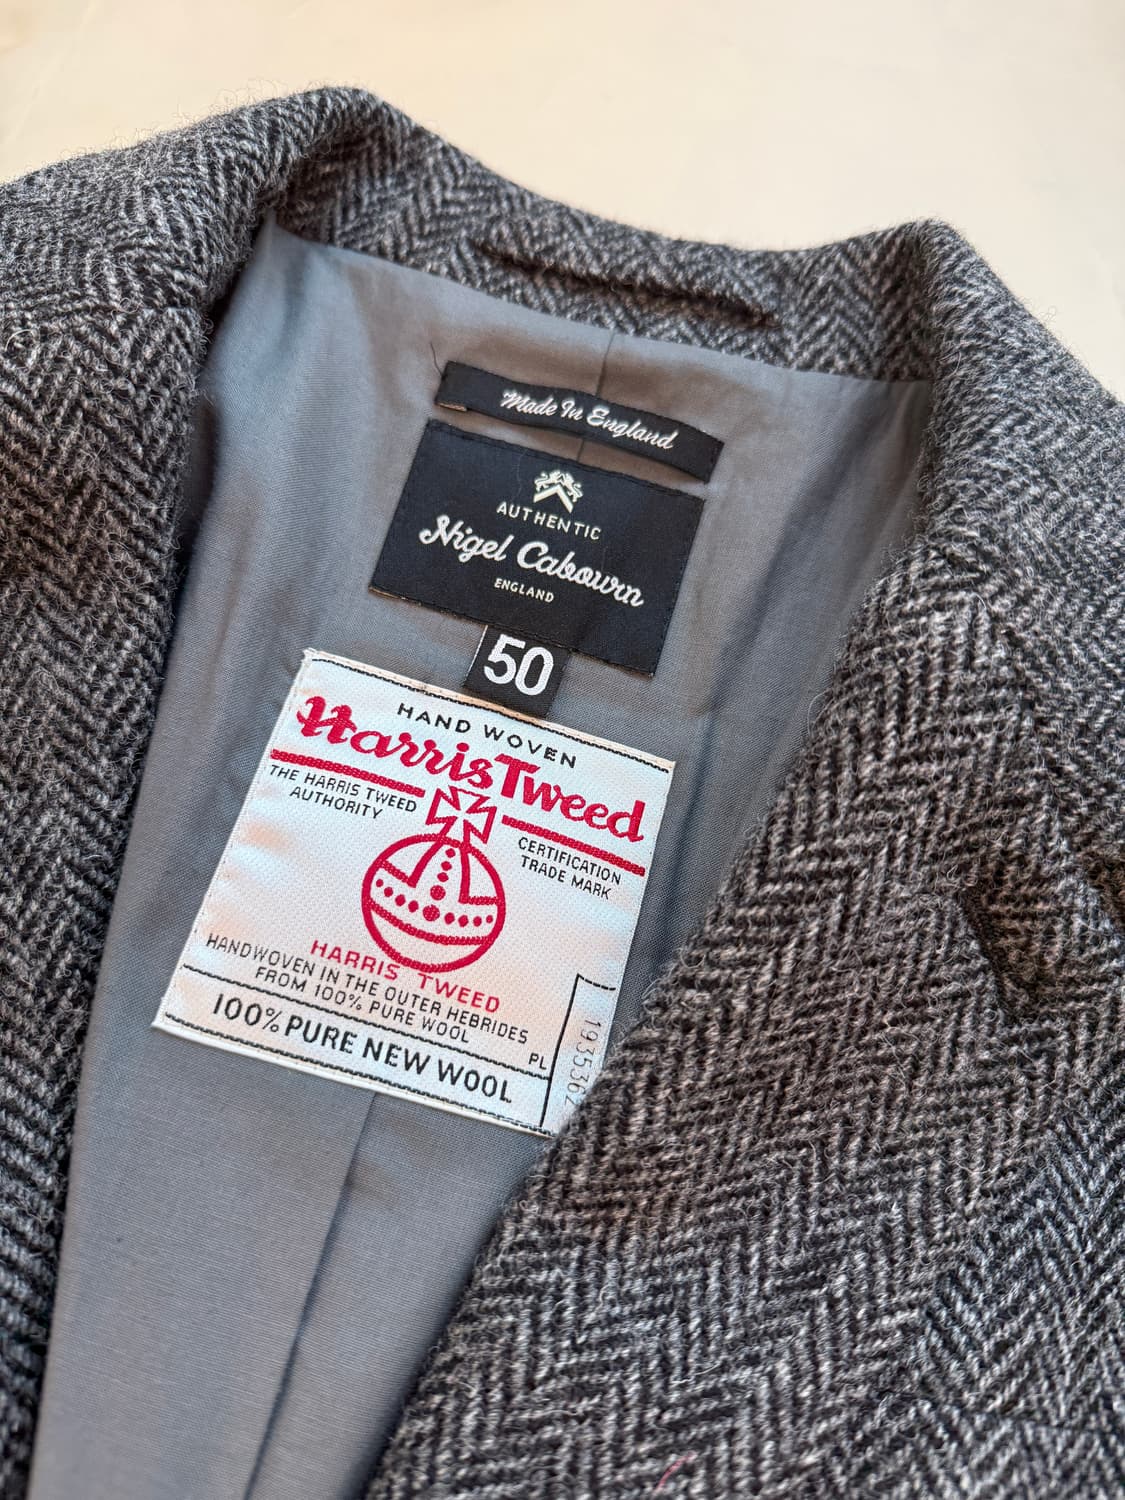 Made In England
AUTHENTIC
Nigel Cabourn
ENGLAND
50
HAND WOVEN
Harris Tweed
THE HARRIS TWEED
AUTHORITY
CERTIFICATION
TRADE MARK
HARRIS TWEED
HANDWOVEN IN THE OUTER HEBRIDES
FROM 100% PURE WOOL
100% PURE NEW WOOL
PL
1935362